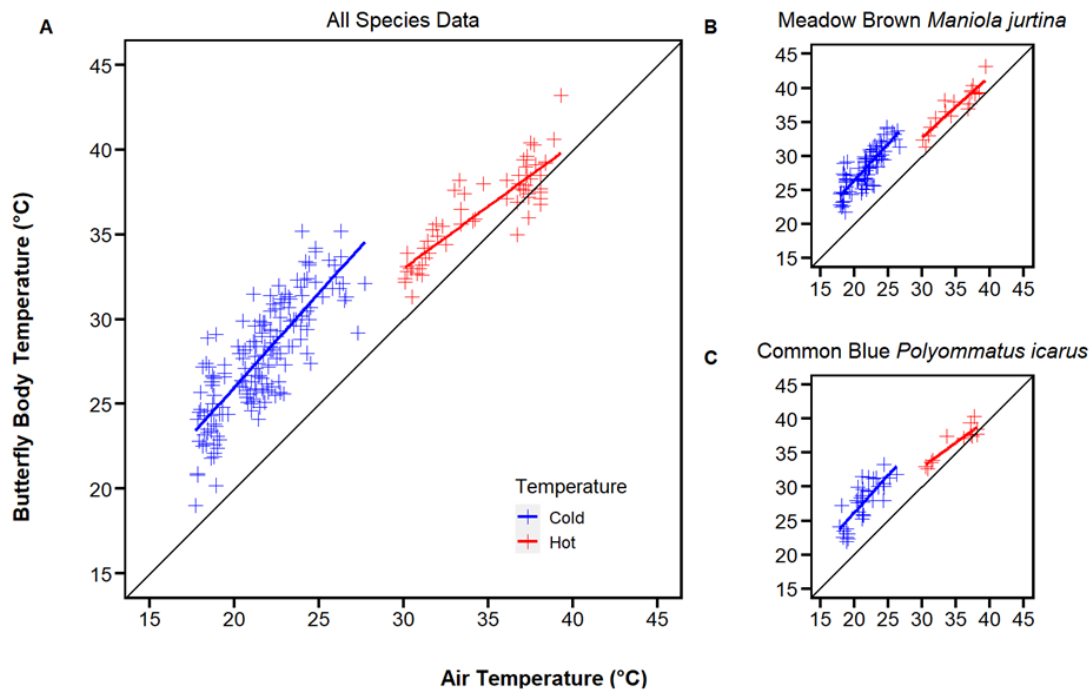 A
All Species Data
45
40
35
30
25
20
15
15 20 25 30 35 40 45
Butterfly Body Temperature (°C)
Temperature
Cold
Hot
B
Meadow Brown Maniola jurtina
45
40
35
30
25
20
15
15 20 25 30 35 40 45
C
Common Blue Polyommatus icarus
45
40
35
30
25
20
15
15 20 25 30 35 40 45
Air Temperature (°C)